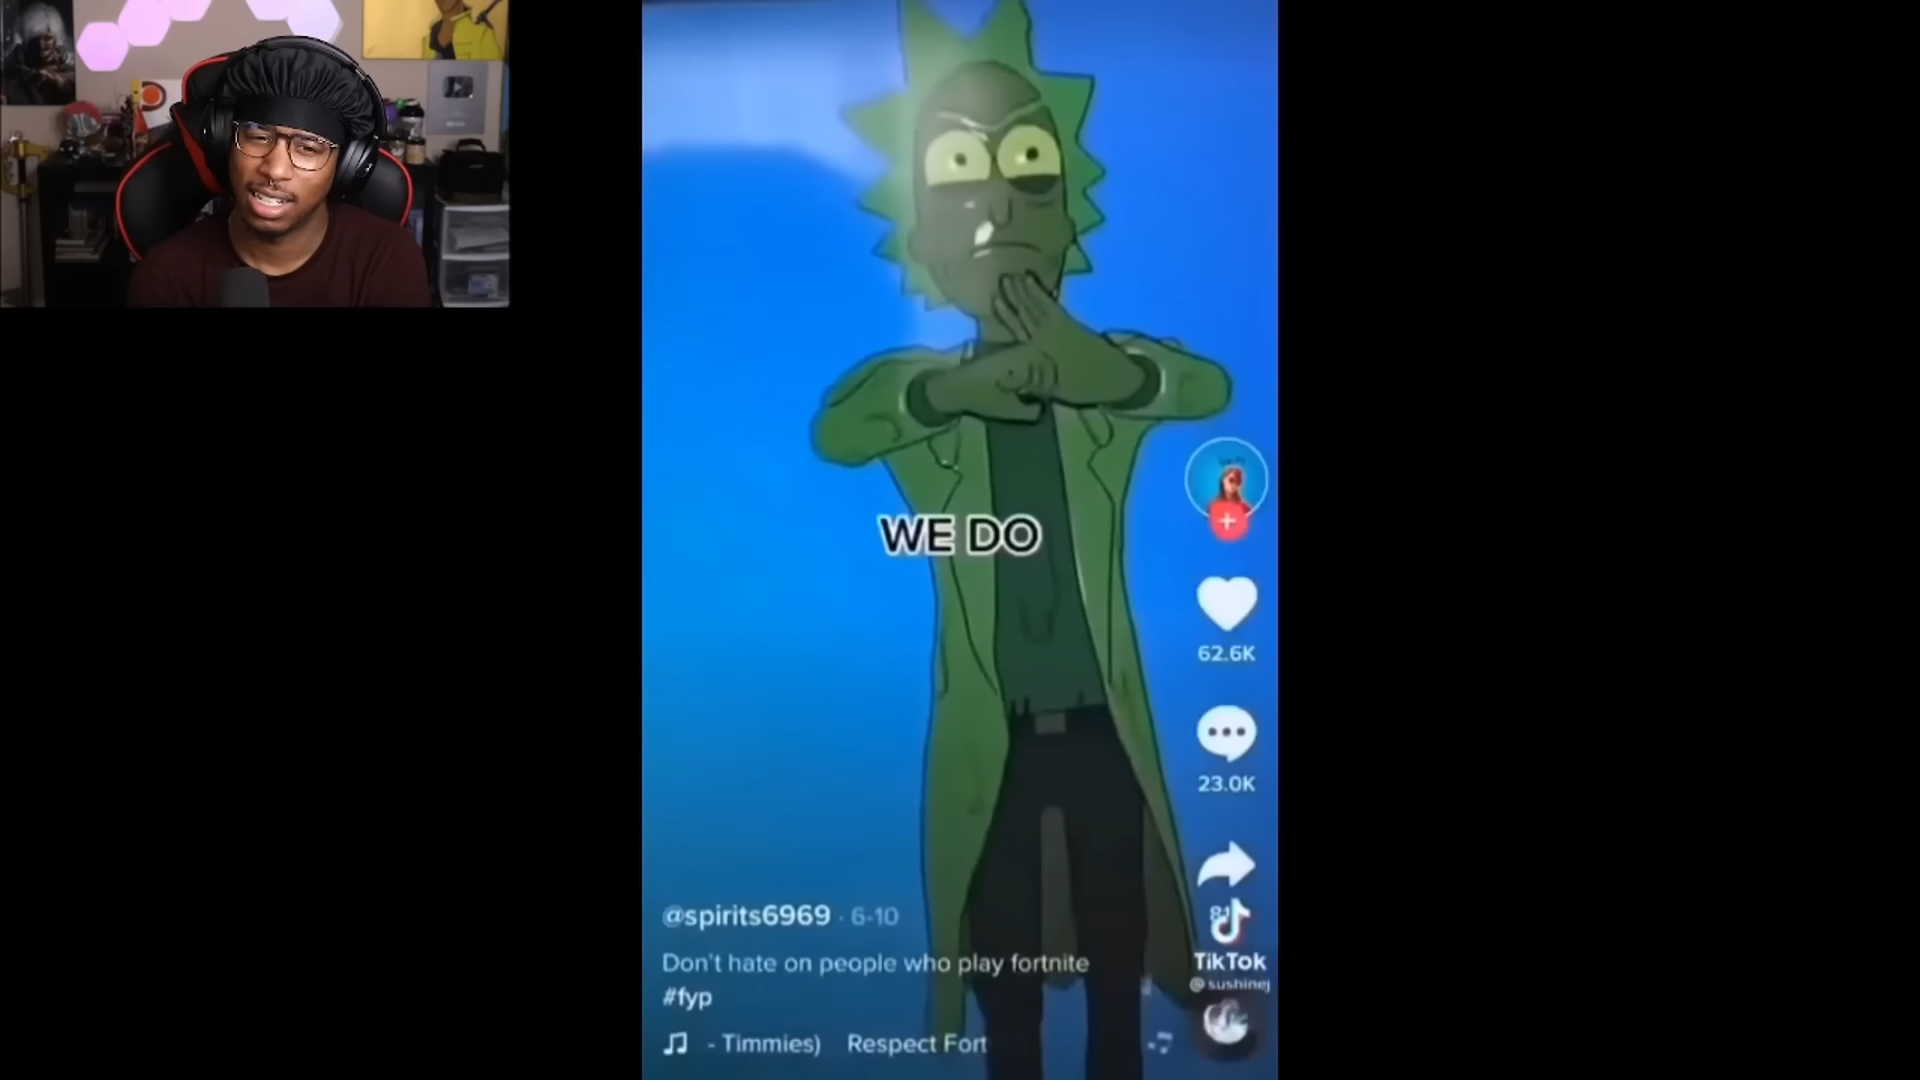 WE DO
62.6K
23.0K
@spirits6969 · 6-10
Don't hate on people who play fortnite
#fyp
- Timmies) Respect Fort
TikTok
@sushinej